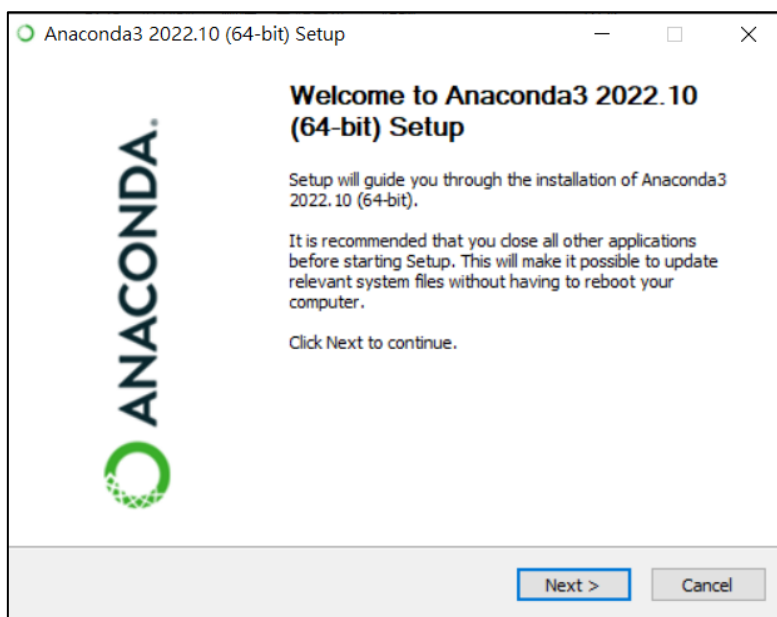 Anaconda3 2022.10 (64-bit) Setup
ANACONDA.
Welcome to Anaconda3 2022.10
(64-bit) Setup
Setup will guide you through the installation of Anaconda3
2022.10 (64-bit).
It is recommended that you close all other applications
before starting Setup. This will make it possible to update
relevant system files without having to reboot your
computer.
Click Next to continue.
Next >
Cancel